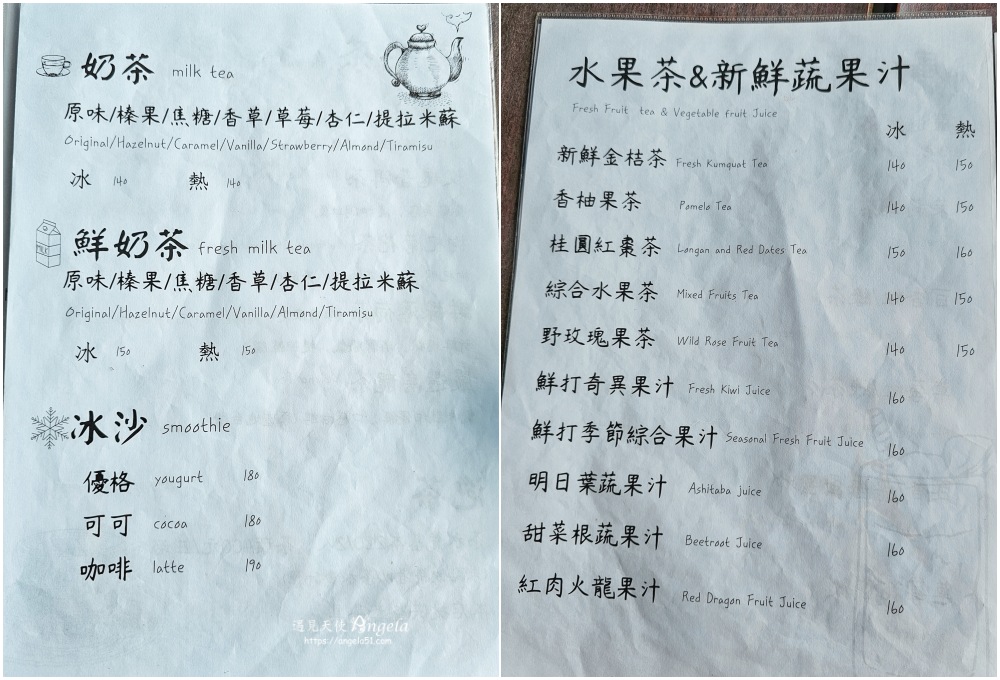 奶茶 milk tea
原味/榛果/焦糖/香草/草莓/杏仁/提拉米蘇
Original/Hazelnut/Caramel/Vanilla/Strawberry/Almond/Tiramisu
冰 140 熱 140
MILK
鮮奶茶 fresh milk tea
原味/榛果/焦糖/香草/杏仁/提拉米蘇
Original/Hazelnut/Caramel/Vanilla/Almond/Tiramisu
冰 150 熱 150
冰沙 smoothie
優格 yougurt 180
可可 cocoa 180
咖啡 latte 190
遇見天使 Angela
https://angela51.com
水果茶&新鮮蔬果汁
Fresh Fruit tea & Vegetable fruit Juice
冰 熱
新鮮金桔茶 Fresh Kumquat Tea 140 150
香柚果茶 Pomelo Tea 140 150
桂圓紅棗茶 Longan and Red Dates Tea 150 160
綜合水果茶 Mixed Fruits Tea 140 150
野玫瑰果茶 Wild Rose Fruit Tea 140 150
鮮打奇異果汁 Fresh Kiwi Juice 160
鮮打季節綜合果汁 Seasonal Fresh Fruit Juice 160
明日葉蔬果汁 Ashitaba juice 160
甜菜根蔬果汁 Beetroot Juice 160
紅肉火龍果汁 Red Dragon Fruit Juice 160